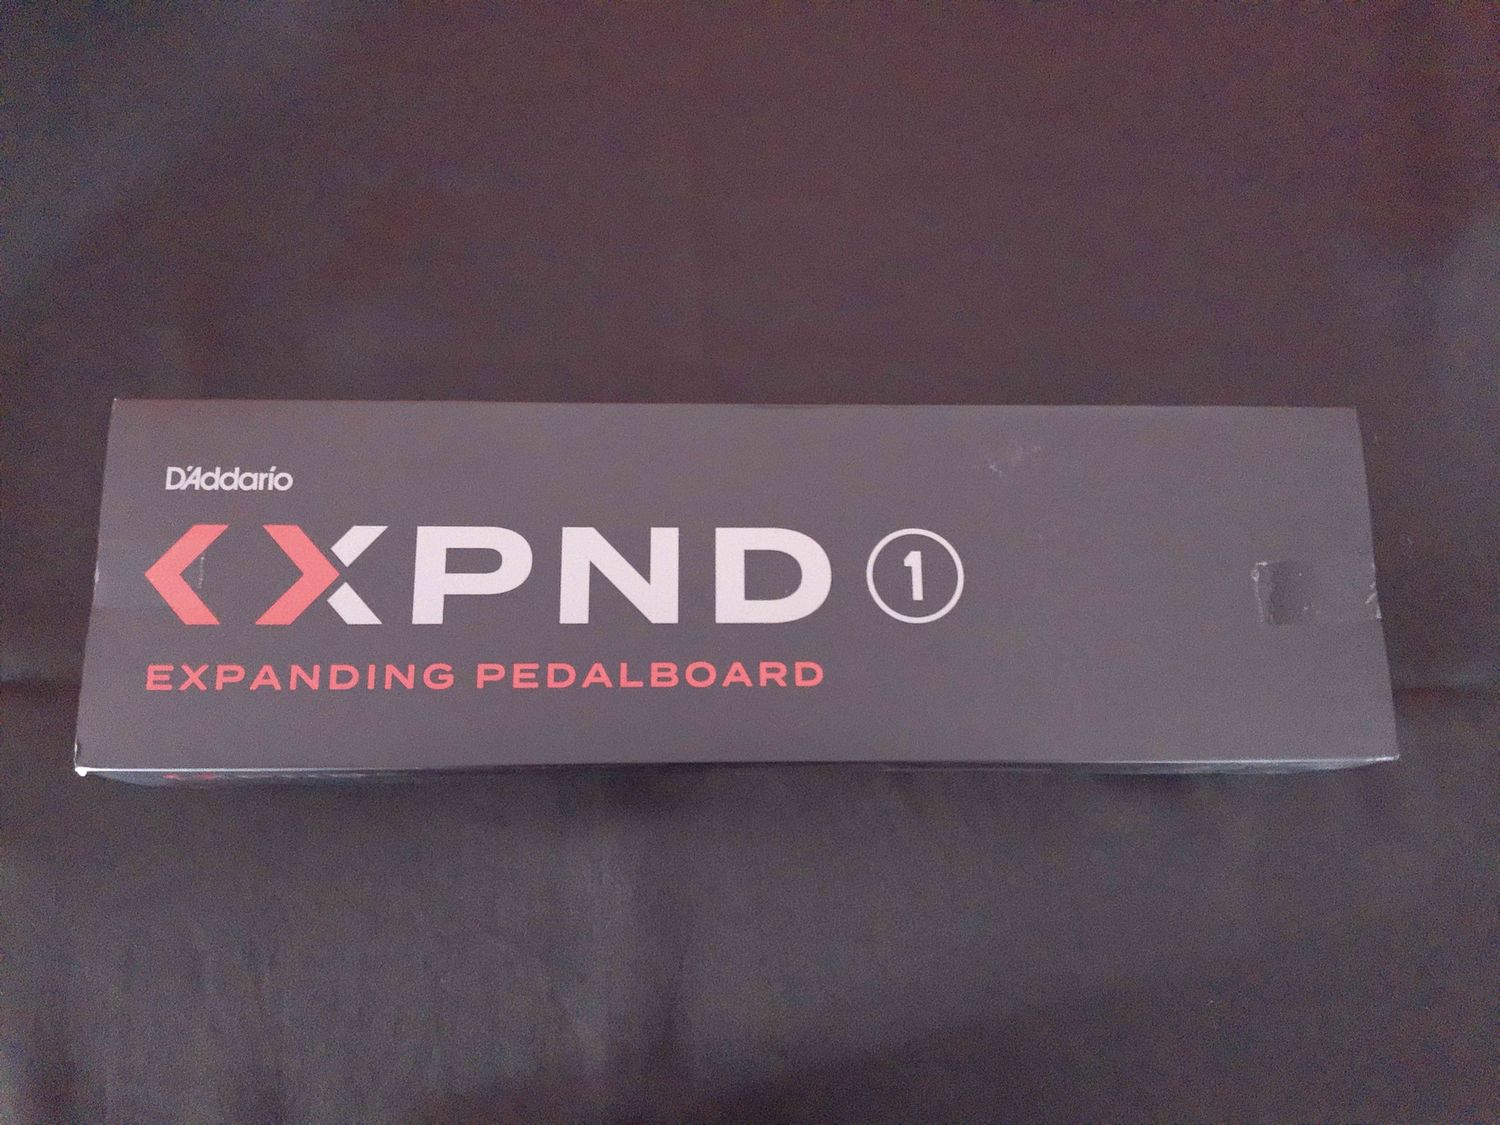 D'Addario
XPND 1
EXPANDING PEDALBOARD